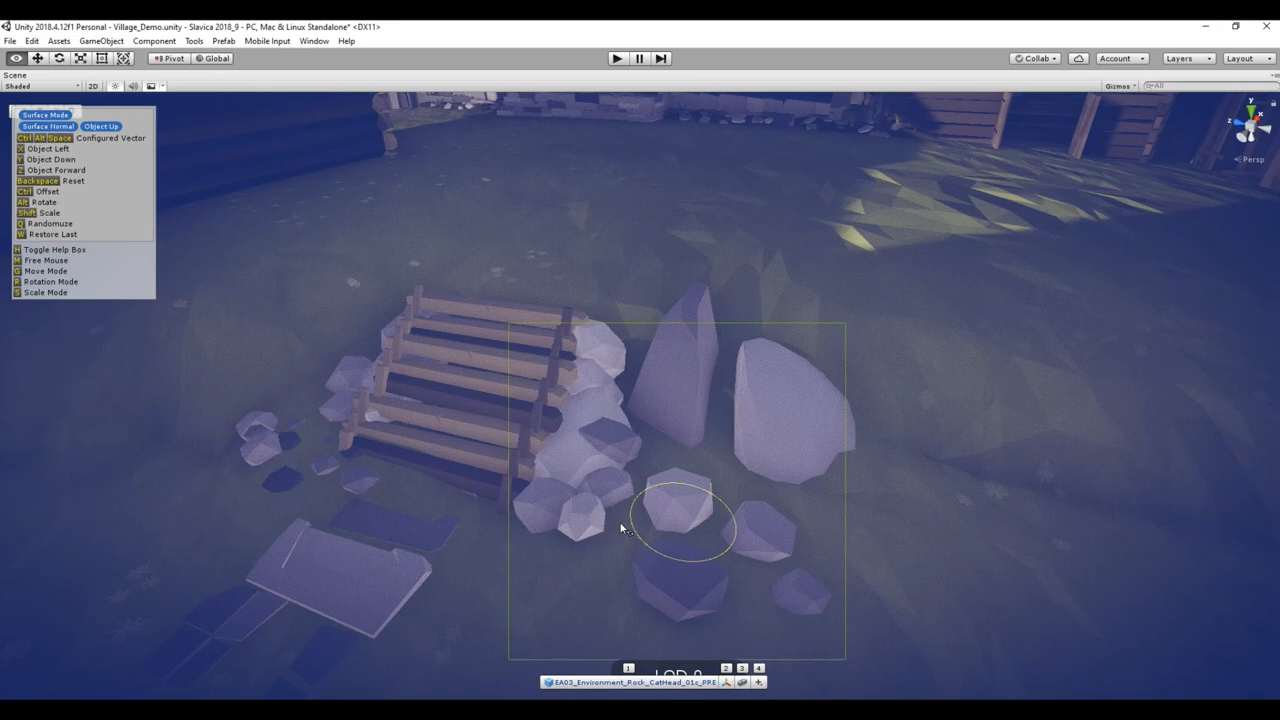 Unity 2018.4.12f1 Personal - Village_Demo.unity - Slavica 2018_9 - PC, Mac & Linux Standalone* <DX11>
File Edit Assets GameObject Component Tools Prefab Mobile Input Window Help
Pivot Global Collab Account Layers Layout
Scene
Shaded 2D Gizmos All
Surface Mode
Surface Normal Object Up
Ctrl Alt Space Configured Vector
X Object Left
Y Object Down
Z Object Forward
Backspace Reset
Ctrl Offset
Alt Rotate
Shift Scale
Q Randomuze
W Restore Last
H Toggle Help Box
M Free Mouse
G Move Mode
R Rotation Mode
S Scale Mode
y
x
z
Persp
1 LOD 0 2 3 4
EA03_Environment_Rock_CatHead_01c_PRE